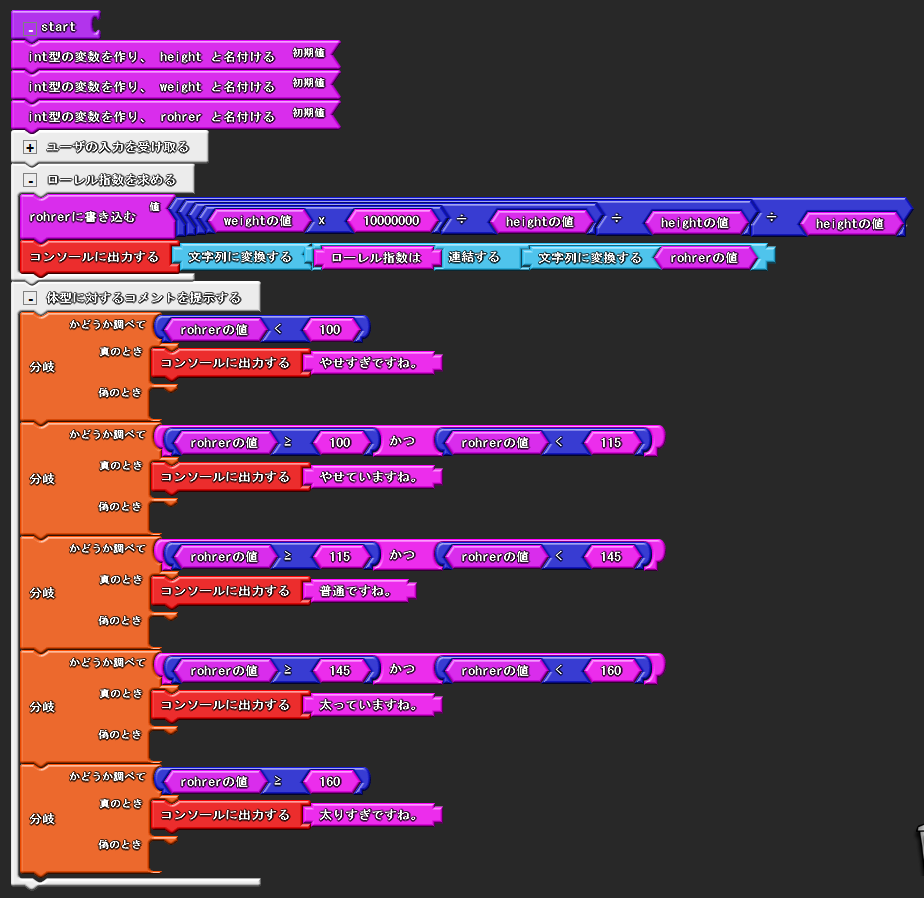 - start
int型の変数を作り、 height と名付ける 初期値
int型の変数を作り、 weight と名付ける 初期値
int型の変数を作り、 rohrer と名付ける 初期値
+ ユーザの入力を受け取る
- ローレル指数を求める
rohrerに書き込む 値 weightの値 x 10000000 ÷ heightの値 ÷ heightの値 ÷ heightの値
コンソールに出力する 文字列に変換する ローレル指数は 連結する 文字列に変換する rohrerの値
- 体型に対するコメントを提示する
かどうか調べて rohrerの値 < 100
分岐 真のとき コンソールに出力する やせすぎですね。
偽のとき
かどうか調べて rohrerの値 ≥ 100 かつ rohrerの値 < 115
分岐 真のとき コンソールに出力する やせていますね。
偽のとき
かどうか調べて rohrerの値 ≥ 115 かつ rohrerの値 < 145
分岐 真のとき コンソールに出力する 普通ですね。
偽のとき
かどうか調べて rohrerの値 ≥ 145 かつ rohrerの値 < 160
分岐 真のとき コンソールに出力する 太っていますね。
偽のとき
かどうか調べて rohrerの値 ≥ 160
分岐 真のとき コンソールに出力する 太りすぎですね。
偽のとき